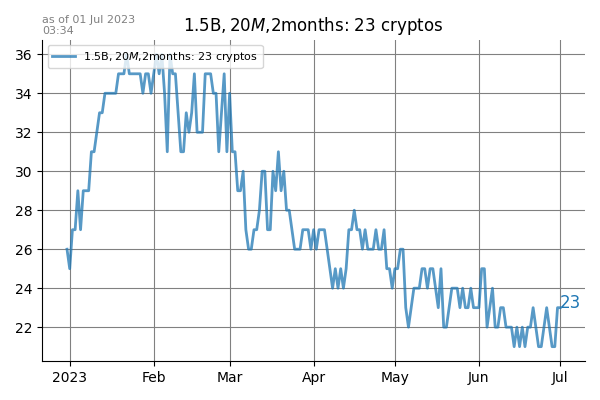 as of 01 Jul 2023
03:34
1.5B, 20M,2months: 23 cryptos
1.5B, 20M,2months: 23 cryptos
36
34
32
30
28
26
24
22
23
2023 Feb Mar Apr May Jun Jul